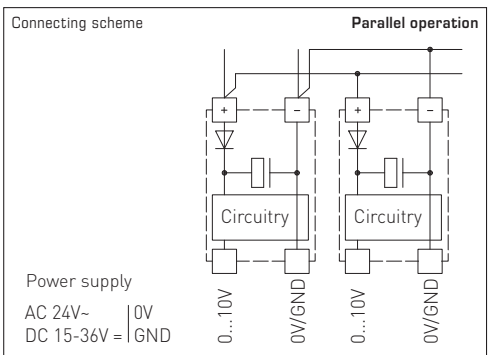 Connecting scheme
Parallel operation
+ − + −
Circuitry Circuitry
0...10V 0V/GND 0...10V 0V/GND
Power supply
AC 24V~ | 0V
DC 15-36V = | GND